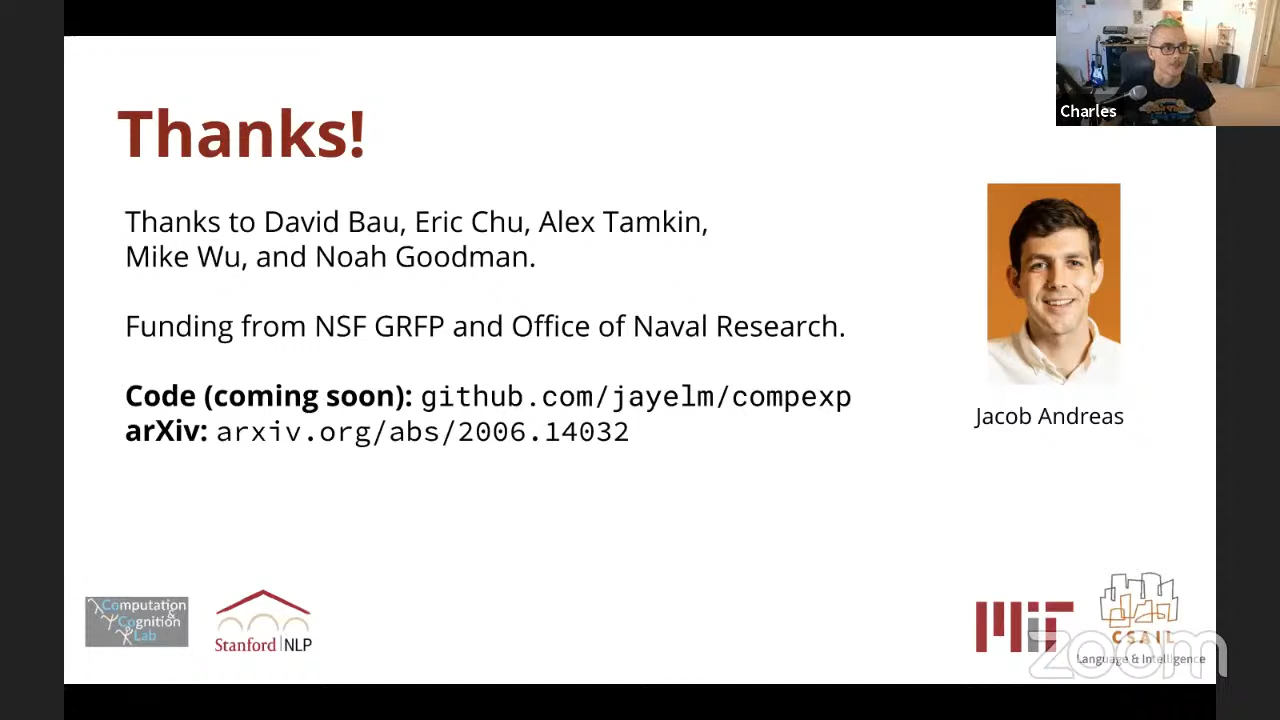 Charles
Thanks!
Thanks to David Bau, Eric Chu, Alex Tamkin,
Mike Wu, and Noah Goodman.
Funding from NSF GRFP and Office of Naval Research.
Code (coming soon): github.com/jayelm/compexp
arXiv: arxiv.org/abs/2006.14032
Jacob Andreas
Computation
&
Cognition
Lab
Stanford NLP
MIT
CSAIL
Language & Intelligence
zoom